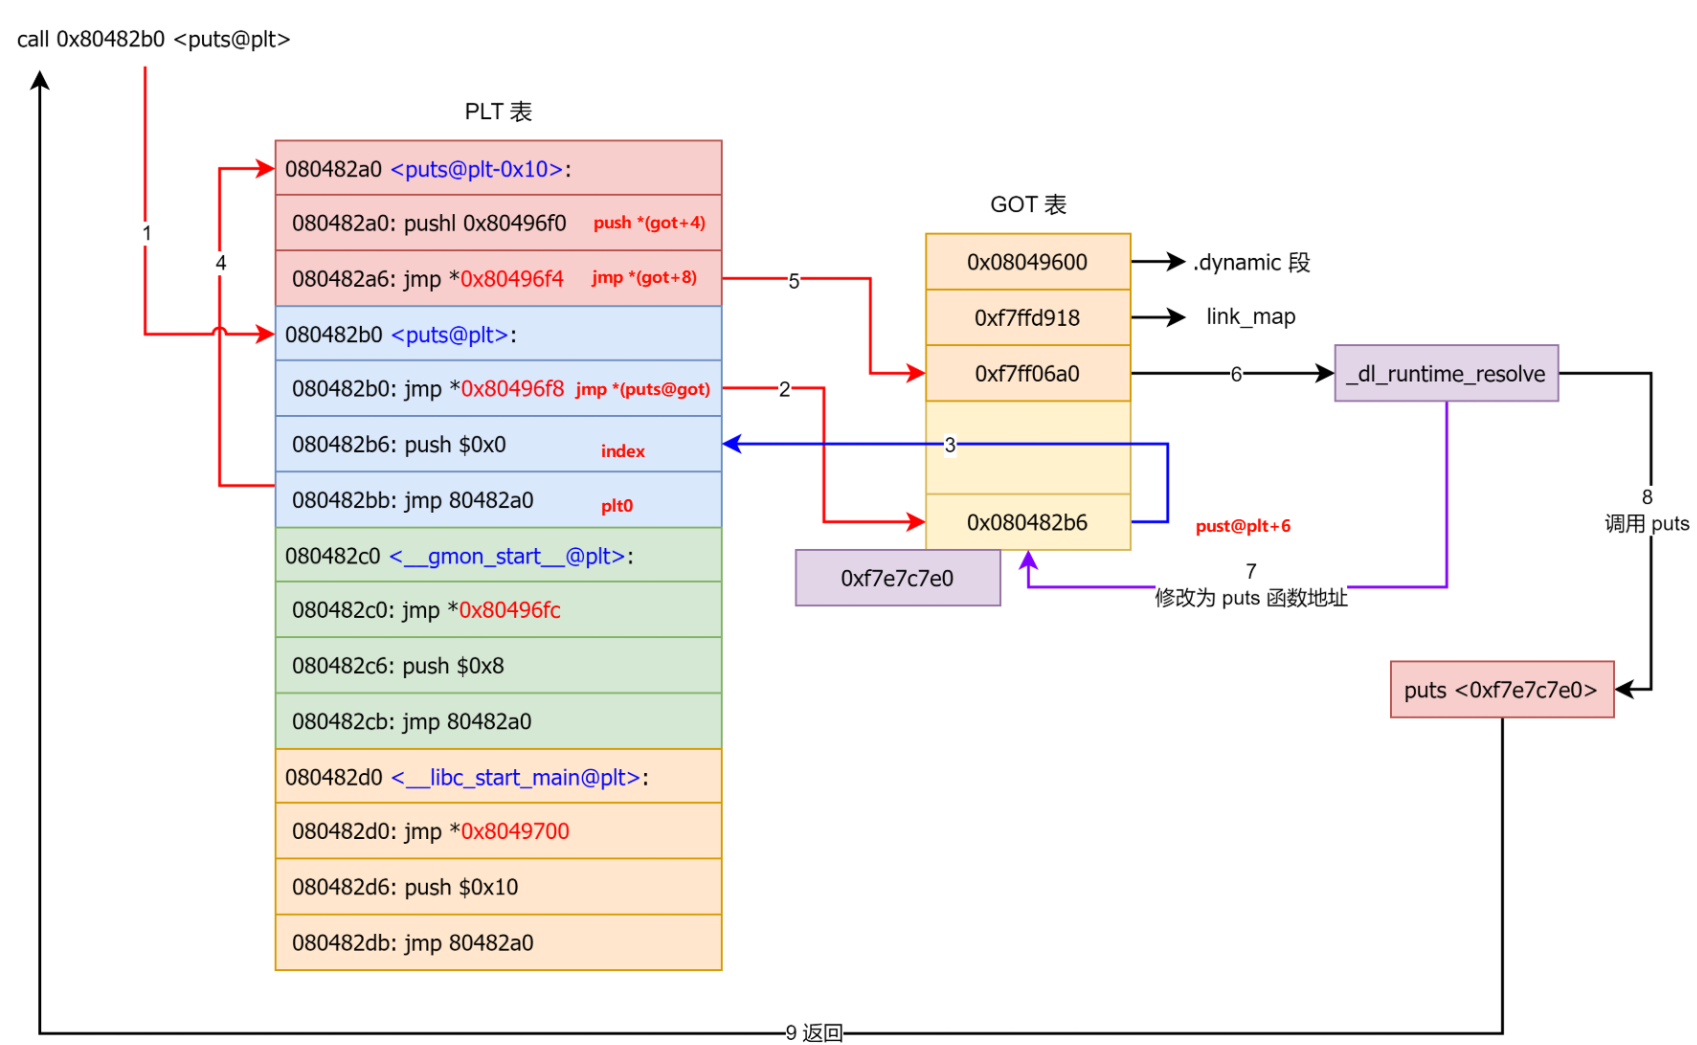 call 0x80482b0 <puts@plt>
PLT 表
080482a0 <puts@plt-0x10>:
080482a0: pushl 0x80496f0 push *(got+4)
080482a6: jmp *0x80496f4 jmp *(got+8)
080482b0 <puts@plt>:
080482b0: jmp *0x80496f8 jmp *(puts@got)
080482b6: push $0x0 index
080482bb: jmp 80482a0 plt0
080482c0 <__gmon_start__@plt>:
080482c0: jmp *0x80496fc
080482c6: push $0x8
080482cb: jmp 80482a0
080482d0 <__libc_start_main@plt>:
080482d0: jmp *0x8049700
080482d6: push $0x10
080482db: jmp 80482a0
1
4
5
2
3
GOT 表
0x08049600
.dynamic 段
0xf7ffd918
link_map
0xf7ff06a0
6
_dl_runtime_resolve
0x080482b6
pust@plt+6
0xf7e7c7e0
7
修改为 puts 函数地址
8
调用 puts
puts <0xf7e7c7e0>
9 返回